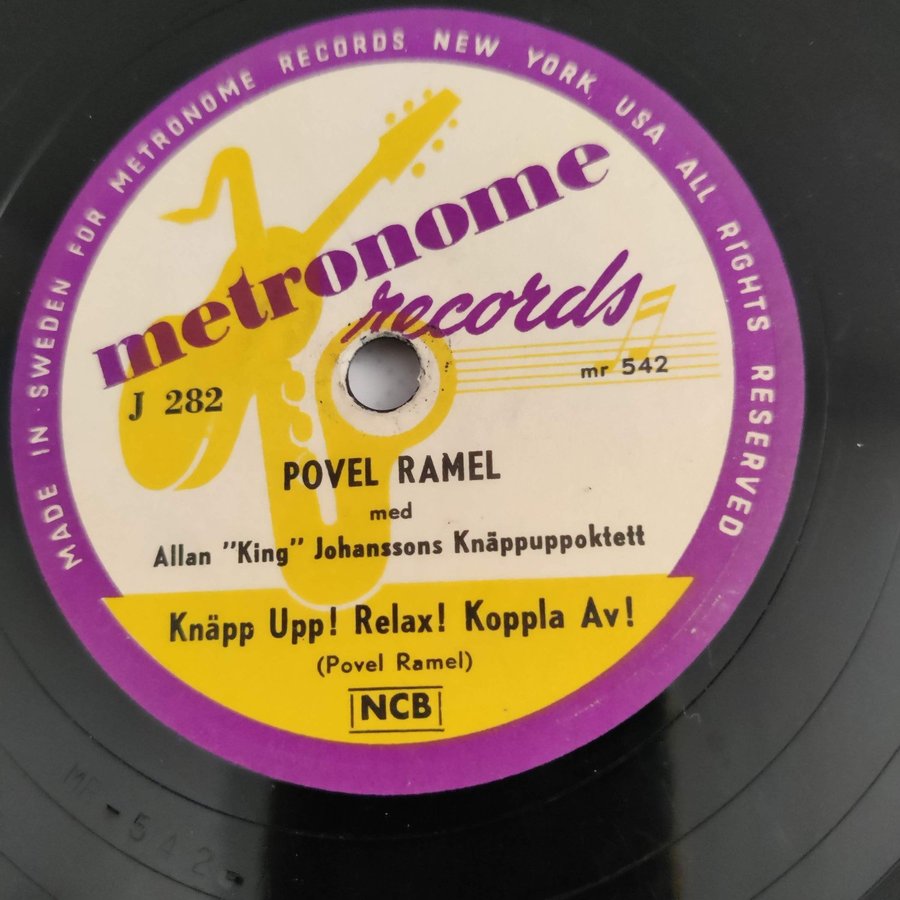 MADE IN SWEDEN FOR METRONOME RECORDS NEW YORK USA ALL RIGHTS RESERVED
metronome
records
J 282
mr 542
POVEL RAMEL
med
Allan "King" Johanssons Knäppuppoktett
Knäpp Upp! Relax! Koppla Av!
(Povel Ramel)
NCB
MR-542-